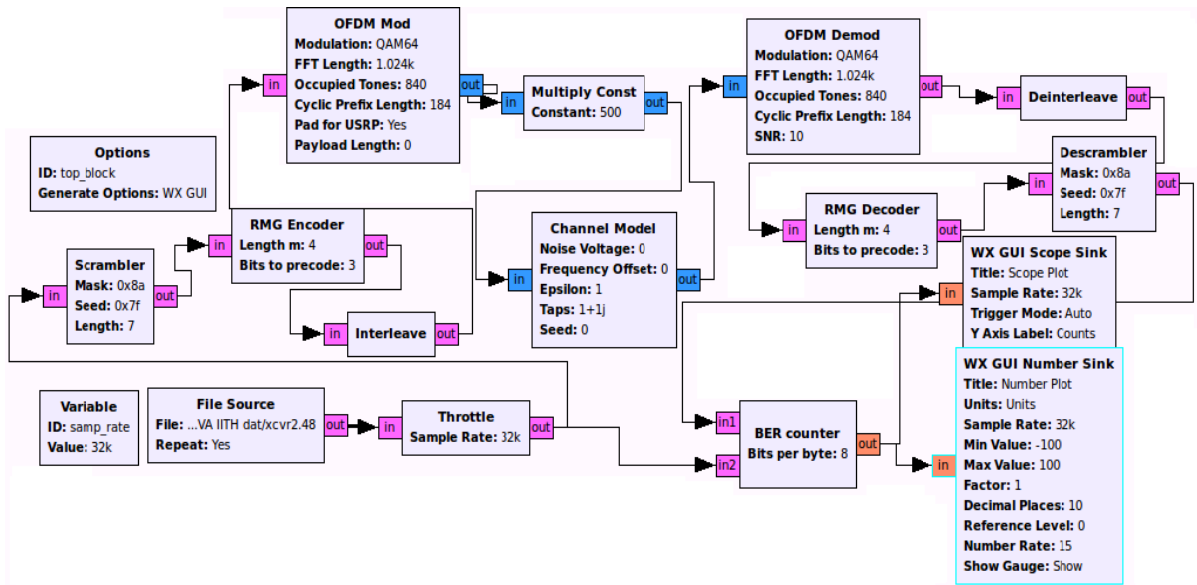 OFDM Mod
Modulation: QAM64
FFT Length: 1.024k
Occupied Tones: 840
Cyclic Prefix Length: 184
Pad for USRP: Yes
Payload Length: 0
in
out
Multiply Const
Constant: 500
in
out
OFDM Demod
Modulation: QAM64
FFT Length: 1.024k
Occupied Tones: 840
Cyclic Prefix Length: 184
SNR: 10
in
out
Deinterleave
in
out
Options
ID: top_block
Generate Options: WX GUI
Descrambler
Mask: 0x8a
Seed: 0x7f
Length: 7
in
out
RMG Encoder
Length m: 4
Bits to precode: 3
in
out
Channel Model
Noise Voltage: 0
Frequency Offset: 0
Epsilon: 1
Taps: 1+1j
Seed: 0
in
out
RMG Decoder
Length m: 4
Bits to precode: 3
in
out
Scrambler
Mask: 0x8a
Seed: 0x7f
Length: 7
in
out
Interleave
in
out
WX GUI Scope Sink
Title: Scope Plot
Sample Rate: 32k
Trigger Mode: Auto
Y Axis Label: Counts
in
Variable
ID: samp_rate
Value: 32k
File Source
File: ...VA IITH dat/xcvr2.48
Repeat: Yes
out
Throttle
Sample Rate: 32k
in
out
BER counter
Bits per byte: 8
in1
in2
out
WX GUI Number Sink
Title: Number Plot
Units: Units
Sample Rate: 32k
Min Value: -100
Max Value: 100
Factor: 1
Decimal Places: 10
Reference Level: 0
Number Rate: 15
Show Gauge: Show
in